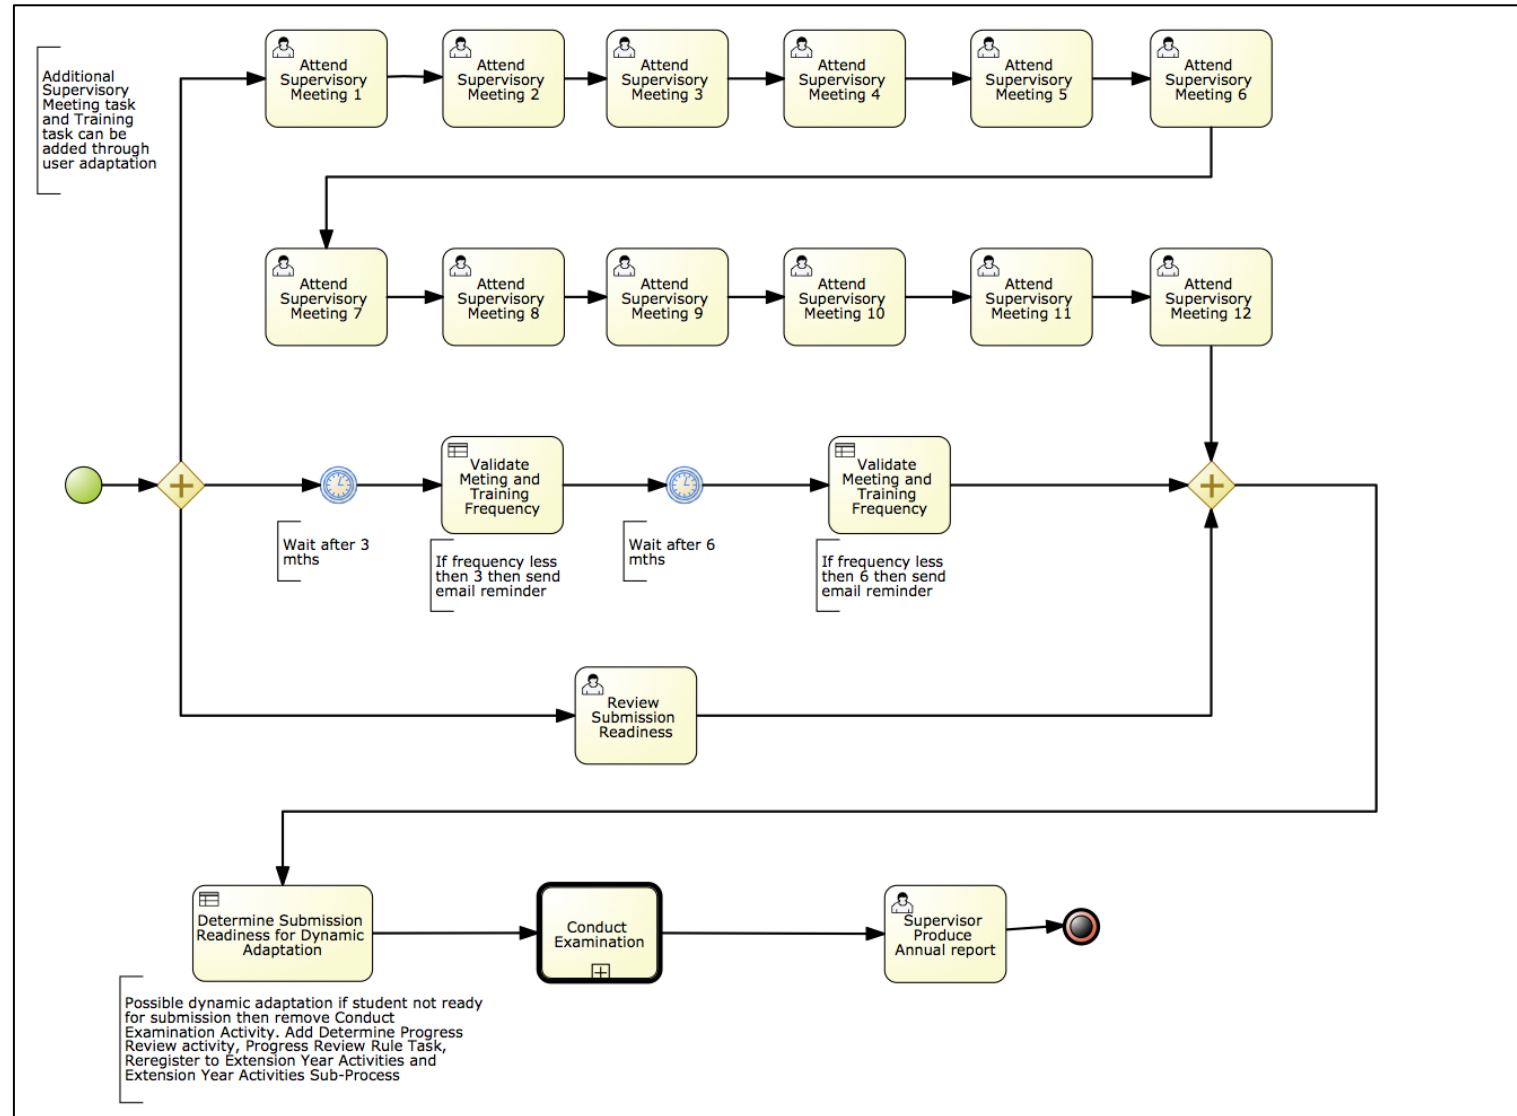 Additional
Supervisory
Meeting task
and Training
task can be
added through
user adaptation
Attend
Supervisory
Meeting 1
Attend
Supervisory
Meeting 2
Attend
Supervisory
Meeting 3
Attend
Supervisory
Meeting 4
Attend
Supervisory
Meeting 5
Attend
Supervisory
Meeting 6
Attend
Supervisory
Meeting 7
Attend
Supervisory
Meeting 8
Attend
Supervisory
Meeting 9
Attend
Supervisory
Meeting 10
Attend
Supervisory
Meeting 11
Attend
Supervisory
Meeting 12
Wait after 3
mths
Validate
Meting and
Training
Frequency
If frequency less
then 3 then send
email reminder
Wait after 6
mths
Validate
Meeting and
Training
Frequency
If frequency less
then 6 then send
email reminder
Review
Submission
Readiness
Determine Submission
Readiness for Dynamic
Adaptation
Conduct
Examination
Supervisor
Produce
Annual report
Possible dynamic adaptation if student not ready
for submission then remove Conduct
Examination Activity. Add Determine Progress
Review activity, Progress Review Rule Task,
Reregister to Extension Year Activities and
Extension Year Activities Sub-Process